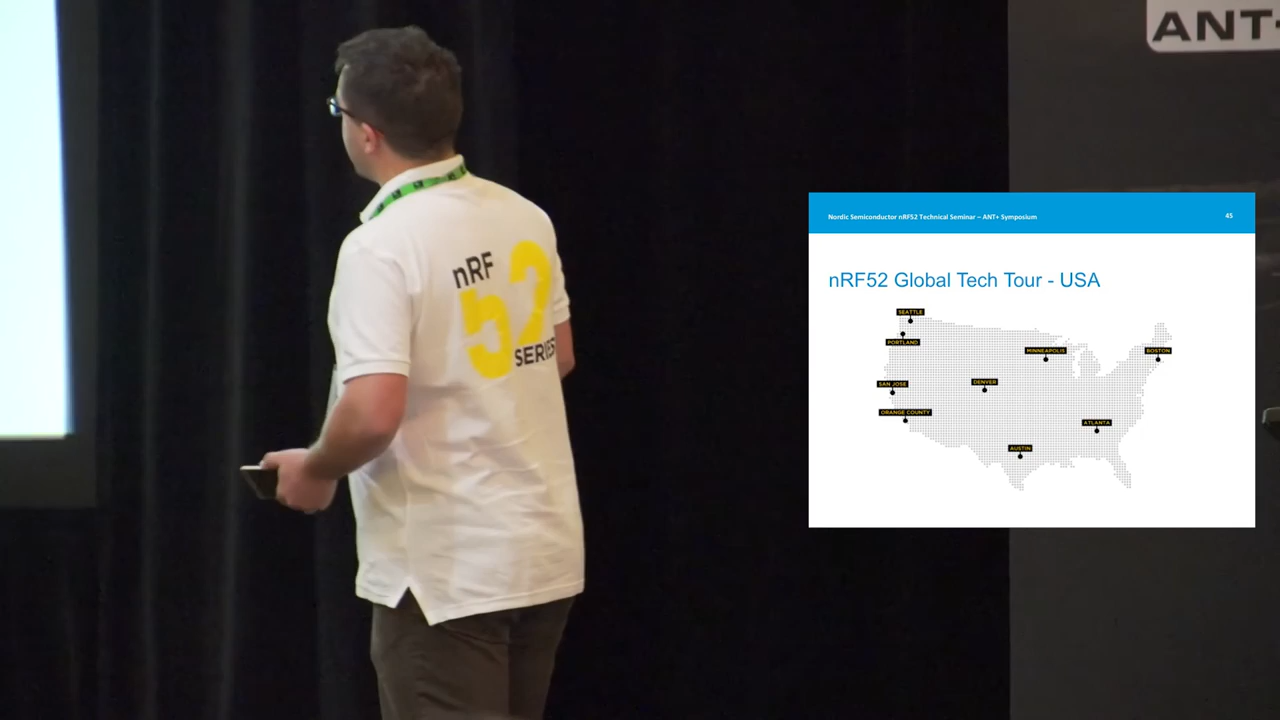 ANT+
nRF
52
SERIES
Nordic Semiconductor nRF52 Technical Seminar – ANT+ Symposium
45
nRF52 Global Tech Tour - USA
SEATTLE
PORTLAND
MINNEAPOLIS
BOSTON
SAN JOSE
DENVER
ORANGE COUNTY
ATLANTA
AUSTIN